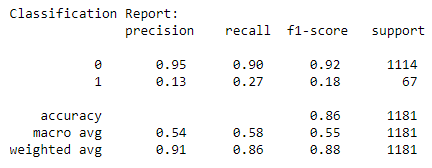 Classification Report:
precision recall f1-score support
0 0.95 0.90 0.92 1114
1 0.13 0.27 0.18 67
accuracy 0.86 1181
macro avg 0.54 0.58 0.55 1181
weighted avg 0.91 0.86 0.88 1181